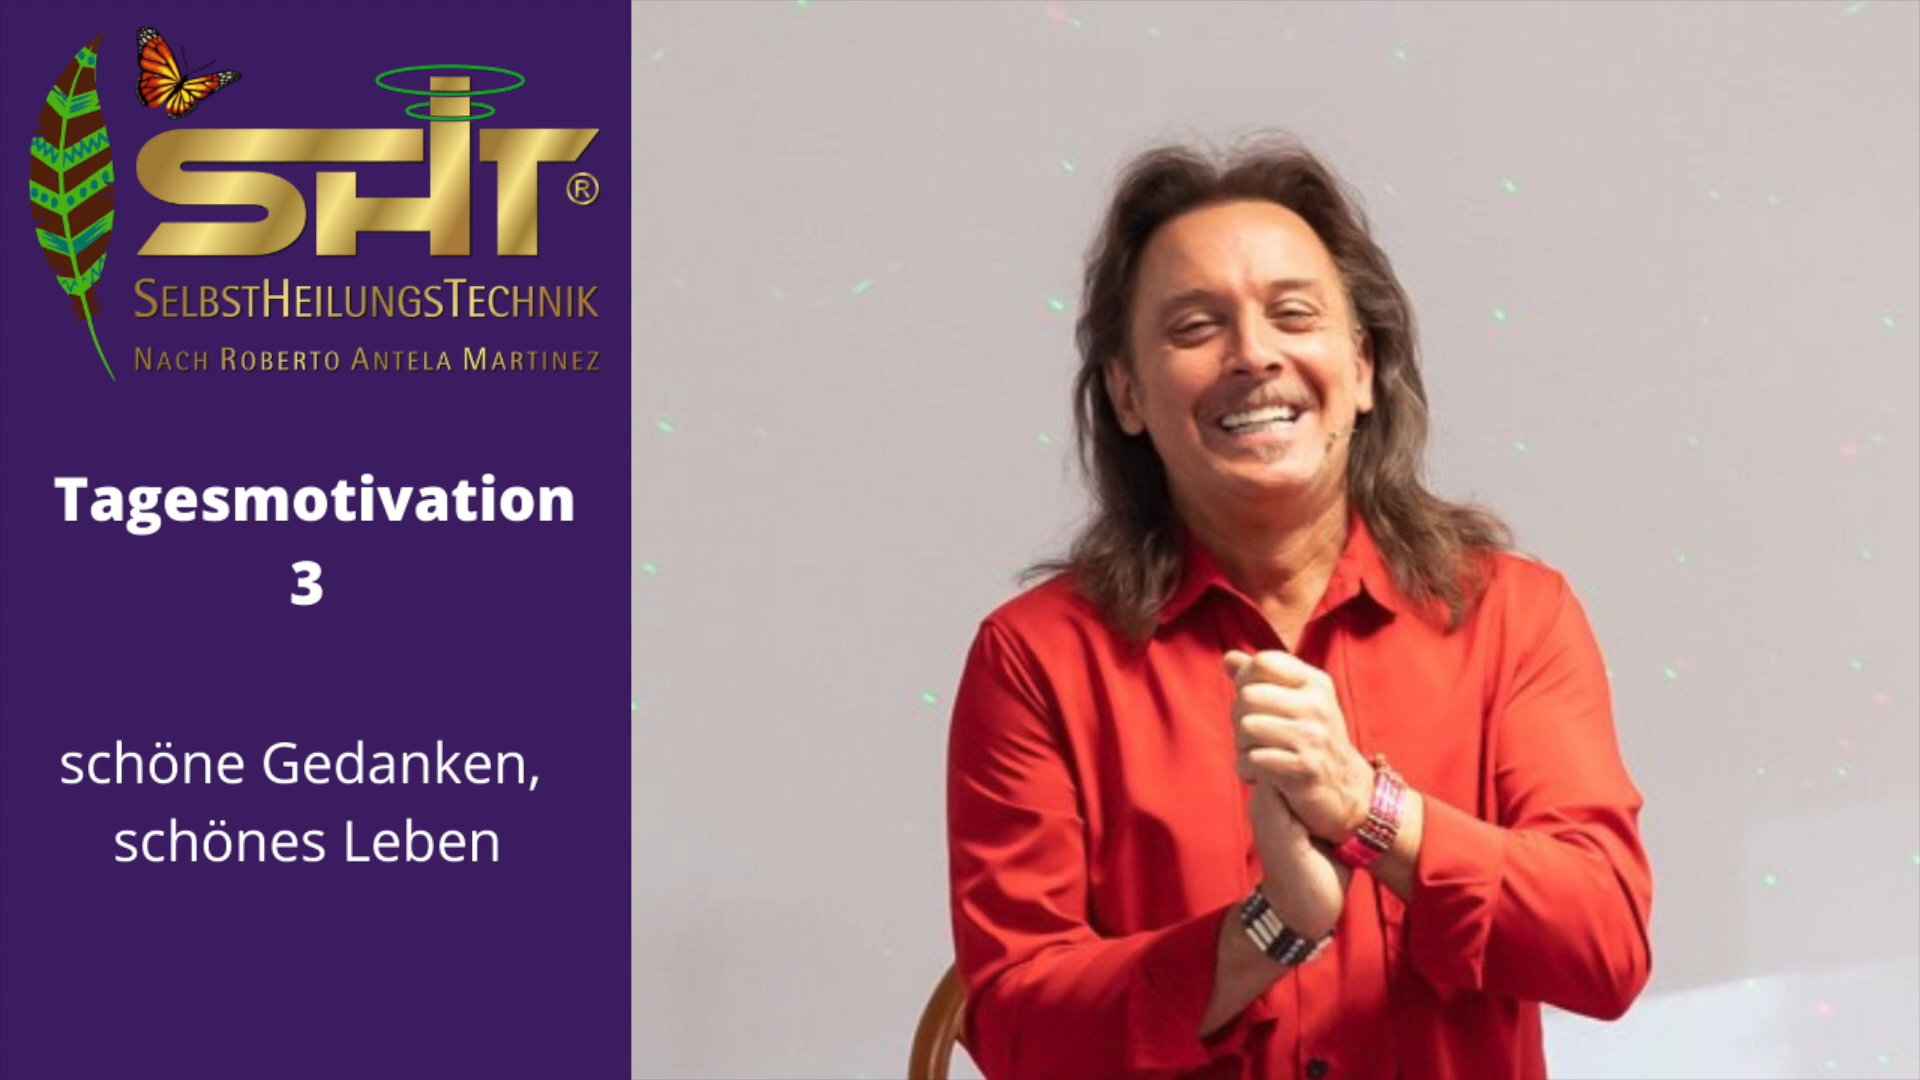 SHT®
SELBSTHEILUNGSTECHNIK
NACH ROBERTO ANTELA MARTINEZ
Tagesmotivation
3
schöne Gedanken,
schönes Leben